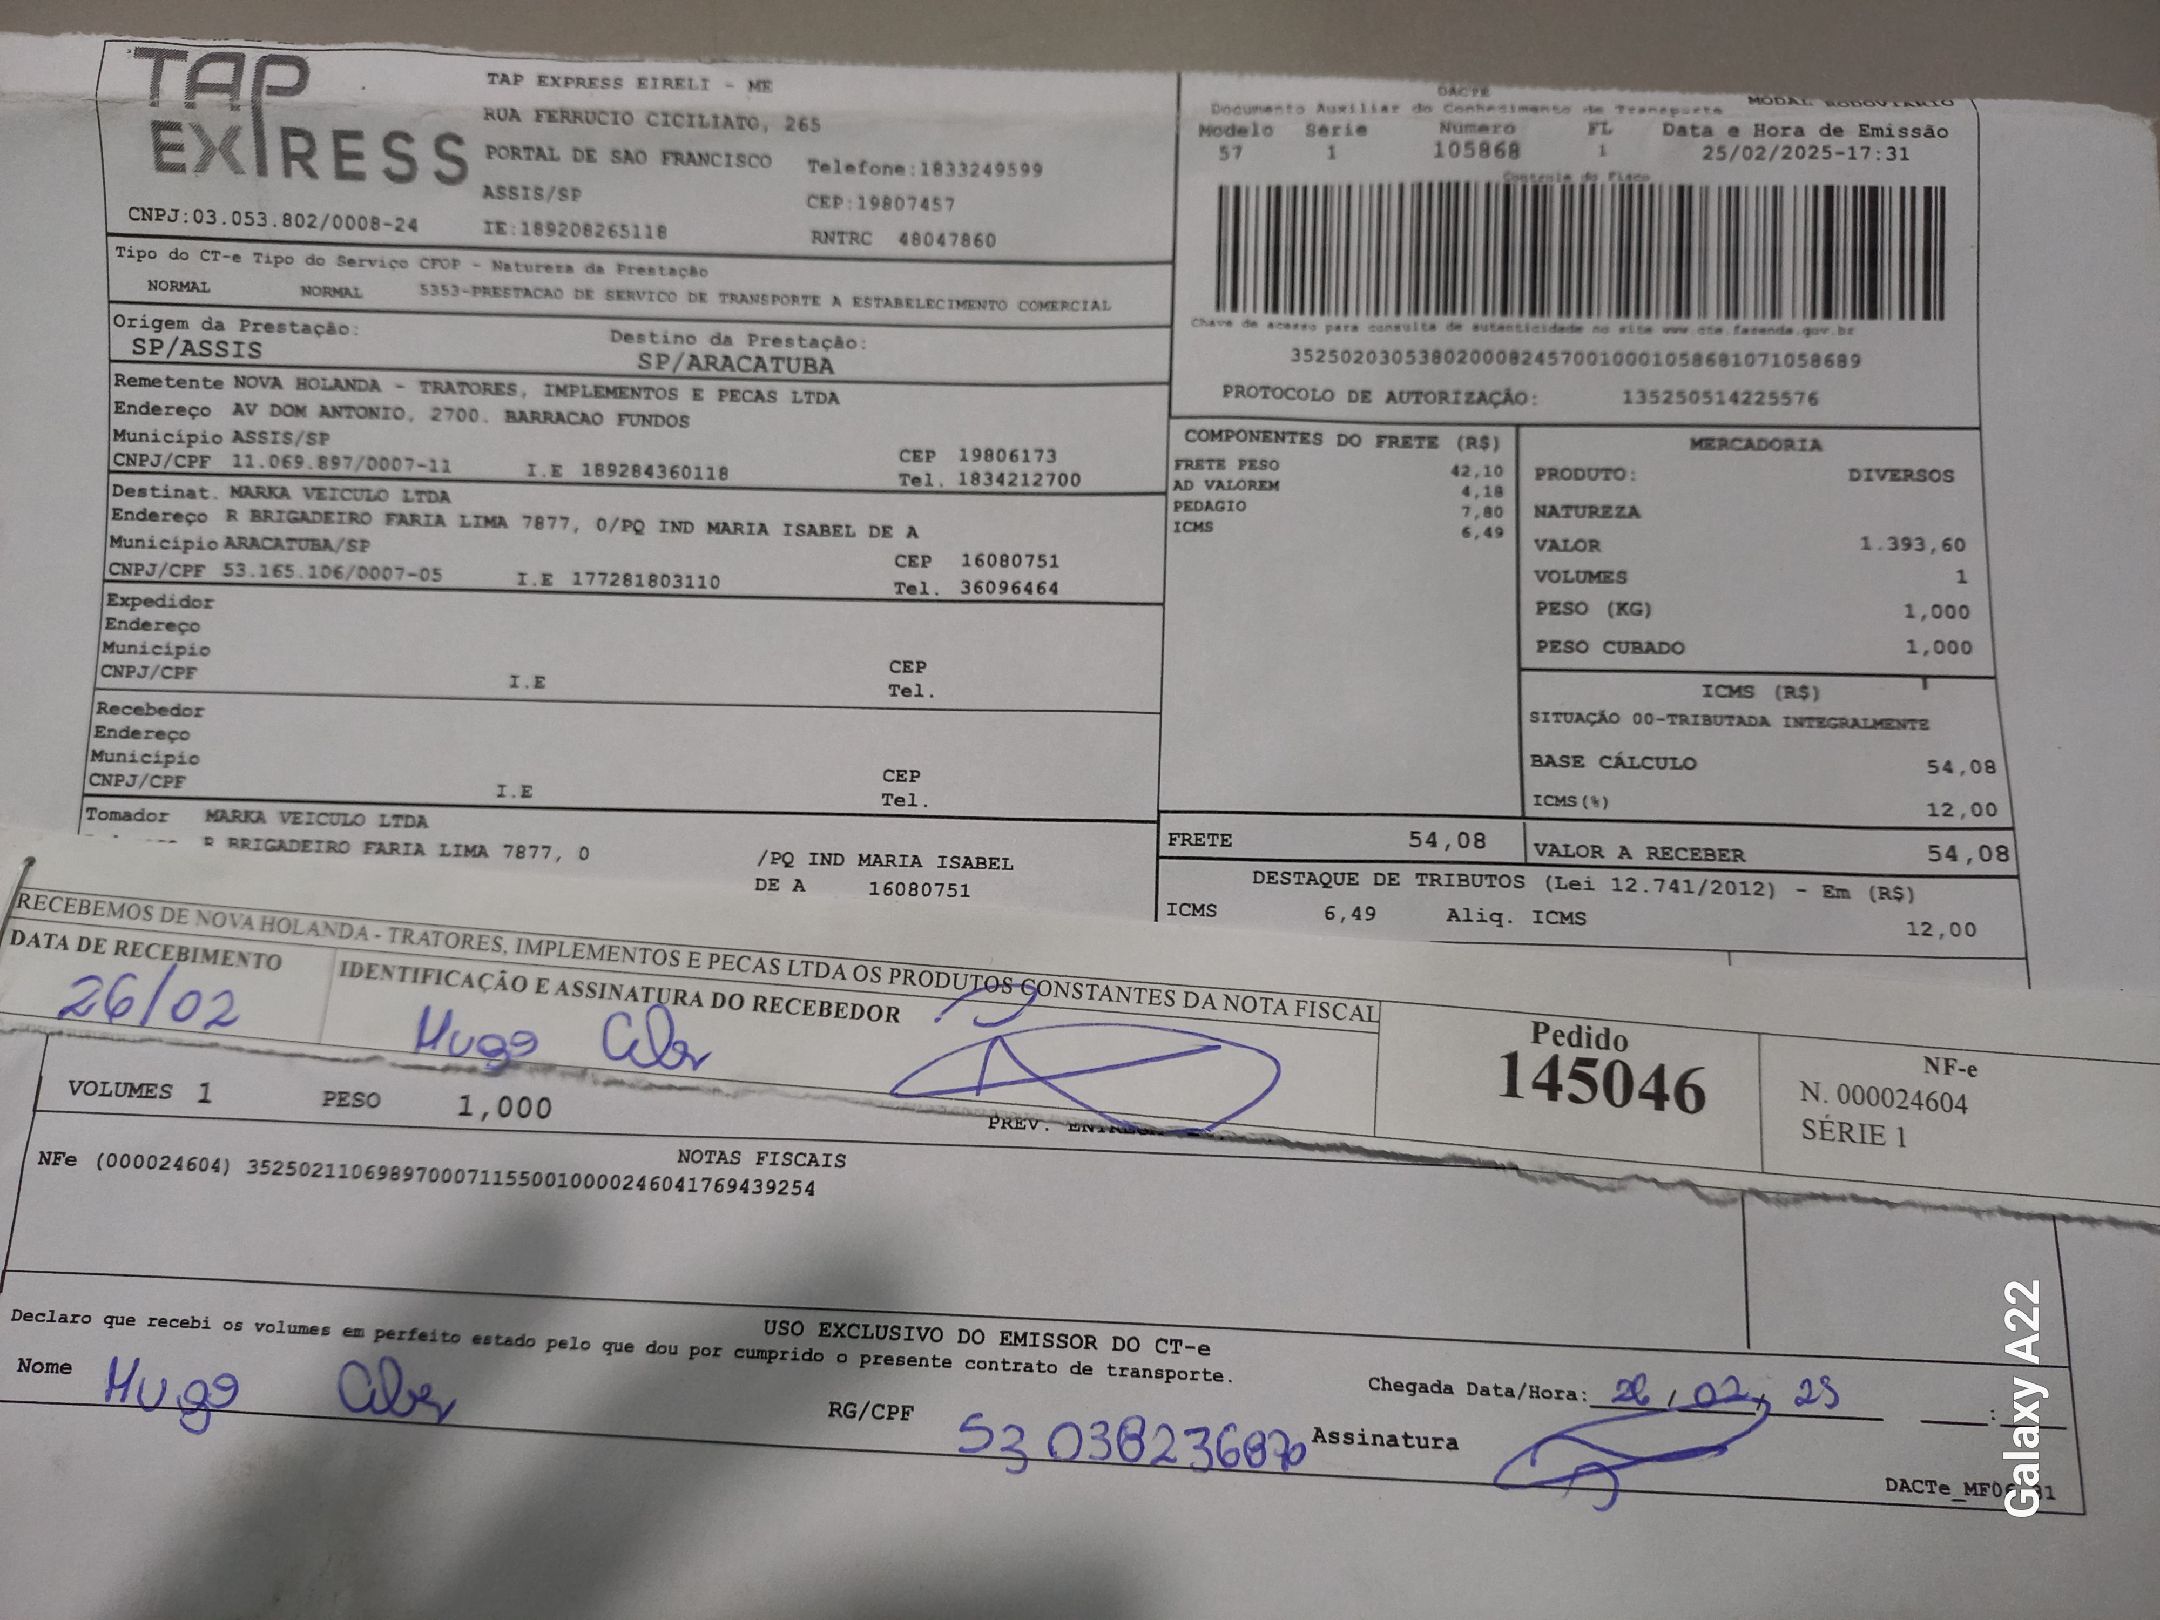 TAP EXPRESS
TAP EXPRESS EIRELI - ME
RUA FERRUCIO CICILIATO, 265
PORTAL DE SAO FRANCISCO Telefone:1833249599
ASSIS/SP CEP:19807457
CNPJ:03.053.802/0008-24 IE:189208265118 RNTRC 48047860
DACTE
Documento Auxiliar do Conhecimento de Transporte MODAL RODOVIARIO
Modelo Série Número FL Data e Hora de Emissão
57 1 105868 1 25/02/2025-17:31
Controle do Fisco
Chave de acesso para consulta de autenticidade no site www.cte.fazenda.gov.br
35250203053802000824570010001058681071058689
PROTOCOLO DE AUTORIZAÇÃO: 135250514225576
Tipo do CT-e Tipo do Serviço CFOP - Natureza da Prestação
NORMAL NORMAL 5353-PRESTACAO DE SERVICO DE TRANSPORTE A ESTABELECIMENTO COMERCIAL
Origem da Prestação: Destino da Prestação:
SP/ASSIS SP/ARACATUBA
Remetente NOVA HOLANDA - TRATORES, IMPLEMENTOS E PECAS LTDA
Endereço AV DOM ANTONIO, 2700. BARRACAO FUNDOS
Município ASSIS/SP CEP 19806173
CNPJ/CPF 11.069.897/0007-11 I.E 189284360118 Tel. 1834212700
Destinat. MARKA VEICULO LTDA
Endereço R BRIGADEIRO FARIA LIMA 7877, 0/PQ IND MARIA ISABEL DE A
Município ARACATUBA/SP CEP 16080751
CNPJ/CPF 53.165.106/0007-05 I.E 177281803110 Tel. 36096464
Expedidor
Endereço
Município CEP
CNPJ/CPF I.E Tel.
Recebedor
Endereço
Município CEP
CNPJ/CPF I.E Tel.
Tomador MARKA VEICULO LTDA
R BRIGADEIRO FARIA LIMA 7877, 0 /PQ IND MARIA ISABEL
DE A 16080751
COMPONENTES DO FRETE (R$)
FRETE PESO 42,10
AD VALOREM 4,18
PEDAGIO 7,80
ICMS 6,49
MERCADORIA
PRODUTO: DIVERSOS
NATUREZA
VALOR 1.393,60
VOLUMES 1
PESO (KG) 1,000
PESO CUBADO 1,000
ICMS (R$)
SITUAÇÃO 00-TRIBUTADA INTEGRALMENTE
BASE CÁLCULO 54,08
ICMS(%) 12,00
FRETE 54,08 VALOR A RECEBER 54,08
DESTAQUE DE TRIBUTOS (Lei 12.741/2012) - Em (R$)
ICMS 6,49 Aliq. ICMS 12,00
RECEBEMOS DE NOVA HOLANDA - TRATORES, IMPLEMENTOS E PECAS LTDA OS PRODUTOS CONSTANTES DA NOTA FISCAL
DATA DE RECEBIMENTO IDENTIFICAÇÃO E ASSINATURA DO RECEBEDOR
26/02 Hugo
Pedido
145046
NF-e
N. 000024604
SÉRIE 1
VOLUMES 1 PESO 1,000 PREV.
NOTAS FISCAIS
NFe (000024604) 35250211069897000711550010000246041769439254
USO EXCLUSIVO DO EMISSOR DO CT-e
Declaro que recebi os volumes em perfeito estado pelo que dou por cumprido o presente contrato de transporte.
Nome Hugo
RG/CPF
Chegada Data/Hora: 26/02/25 :
Assinatura
Galaxy A22